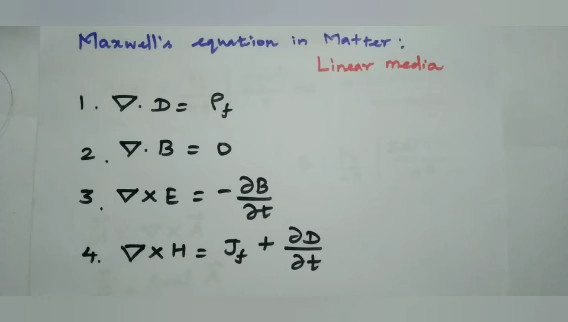 Maxwell's equation in Matter:
Linear media
1. ∇· D = ρf
2. ∇· B = 0
3. ∇×E = - ∂B/∂t
4. ∇×H = Jf + ∂D/∂t